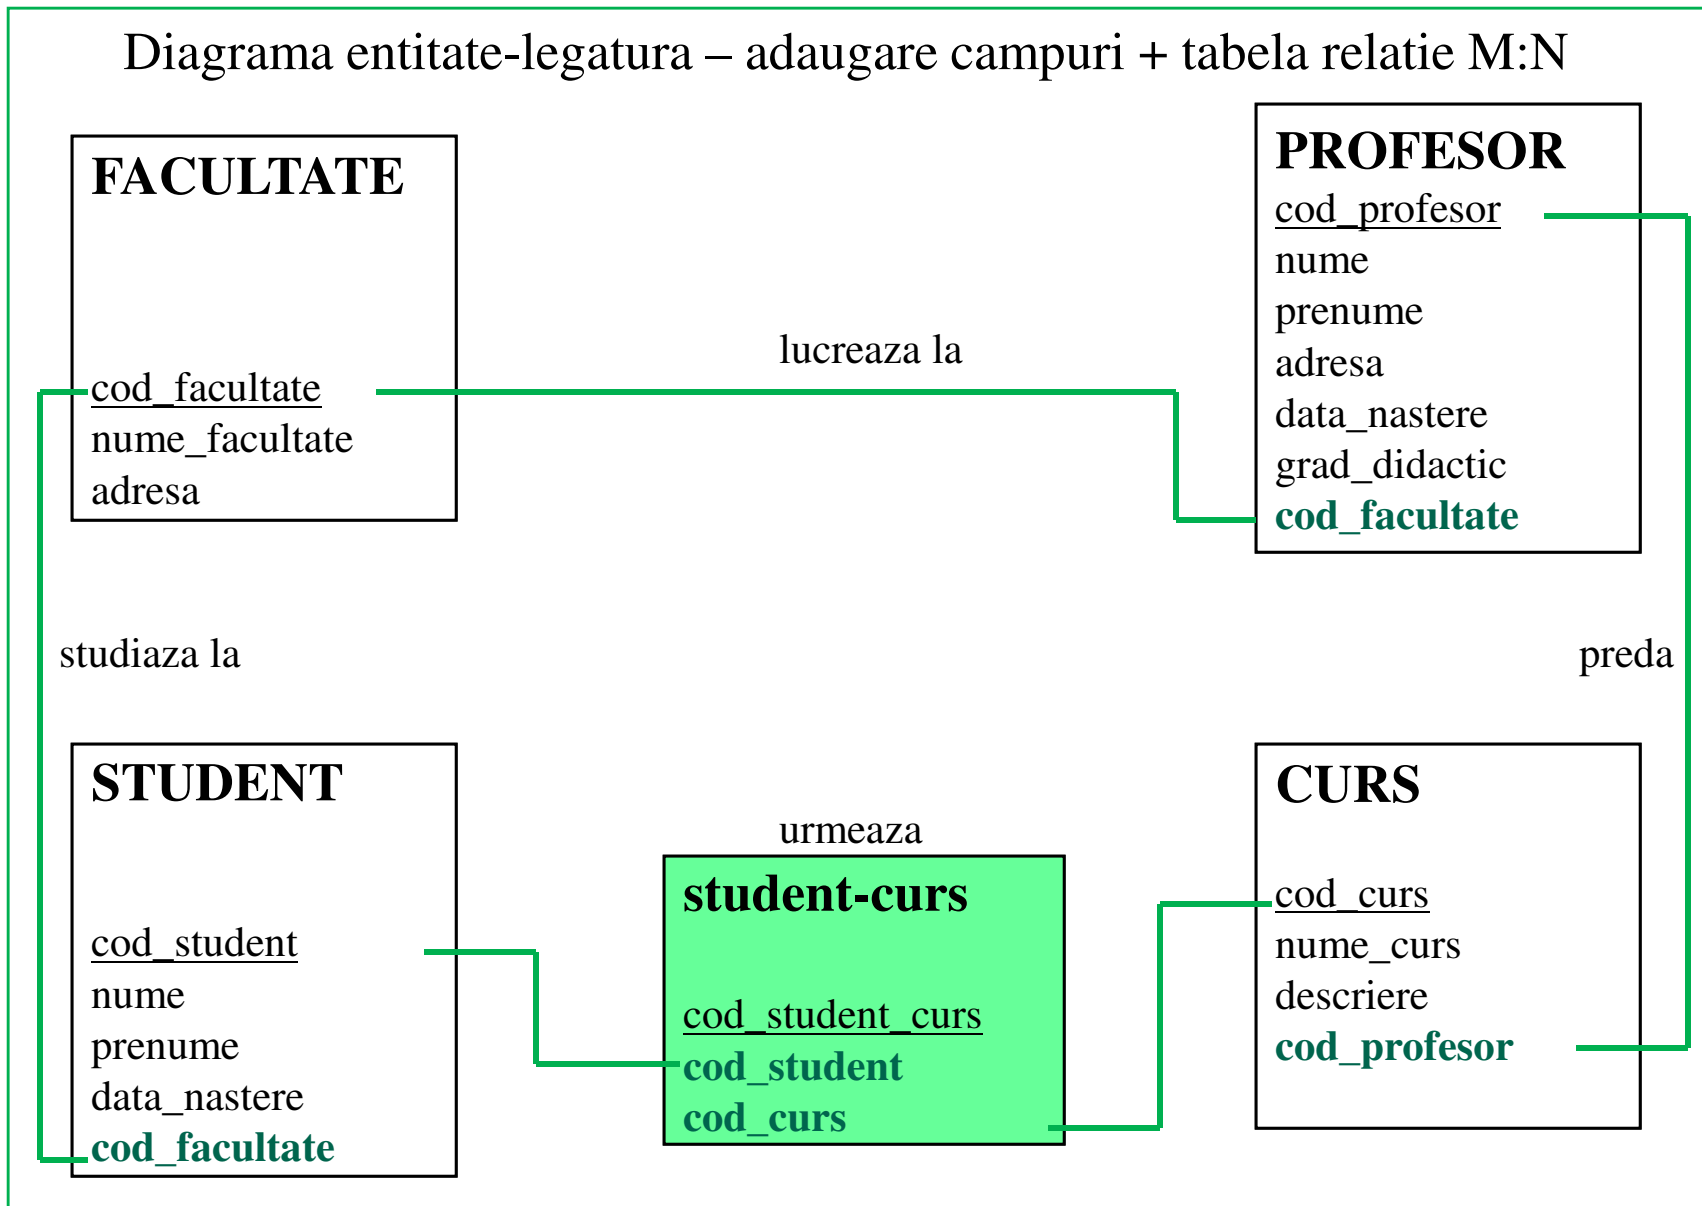 Diagrama entitate-legatura – adaugare campuri + tabela relatie M:N
FACULTATE
cod_facultate
nume_facultate
adresa
lucreaza la
PROFESOR
cod_profesor
nume
prenume
adresa
data_nastere
grad_didactic
cod_facultate
studiaza la
preda
STUDENT
cod_student
nume
prenume
data_nastere
cod_facultate
urmeaza
student-curs
cod_student_curs
cod_student
cod_curs
CURS
cod_curs
nume_curs
descriere
cod_profesor